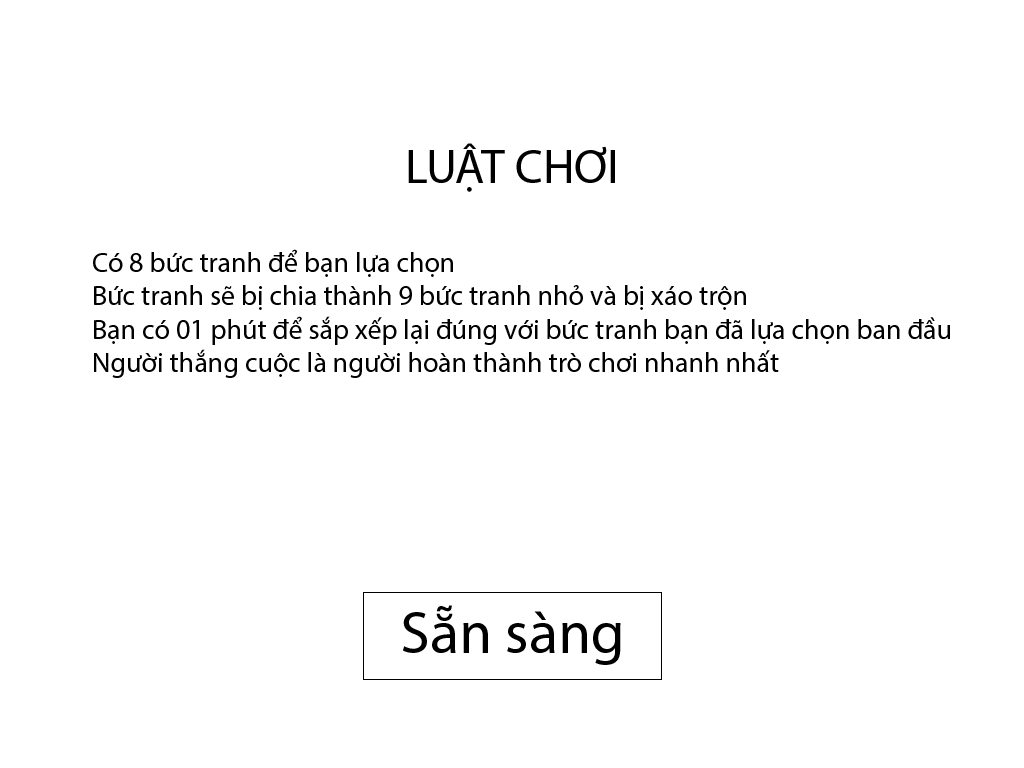 LUẬT CHƠI
Có 8 bức tranh để bạn lựa chọn
Bức tranh sẽ bị chia thành 9 bức tranh nhỏ và bị xáo trộn
Bạn có 01 phút để sắp xếp lại đúng với bức tranh bạn đã lựa chọn ban đầu
Người thắng cuộc là người hoàn thành trò chơi nhanh nhất
Sẵn sàng